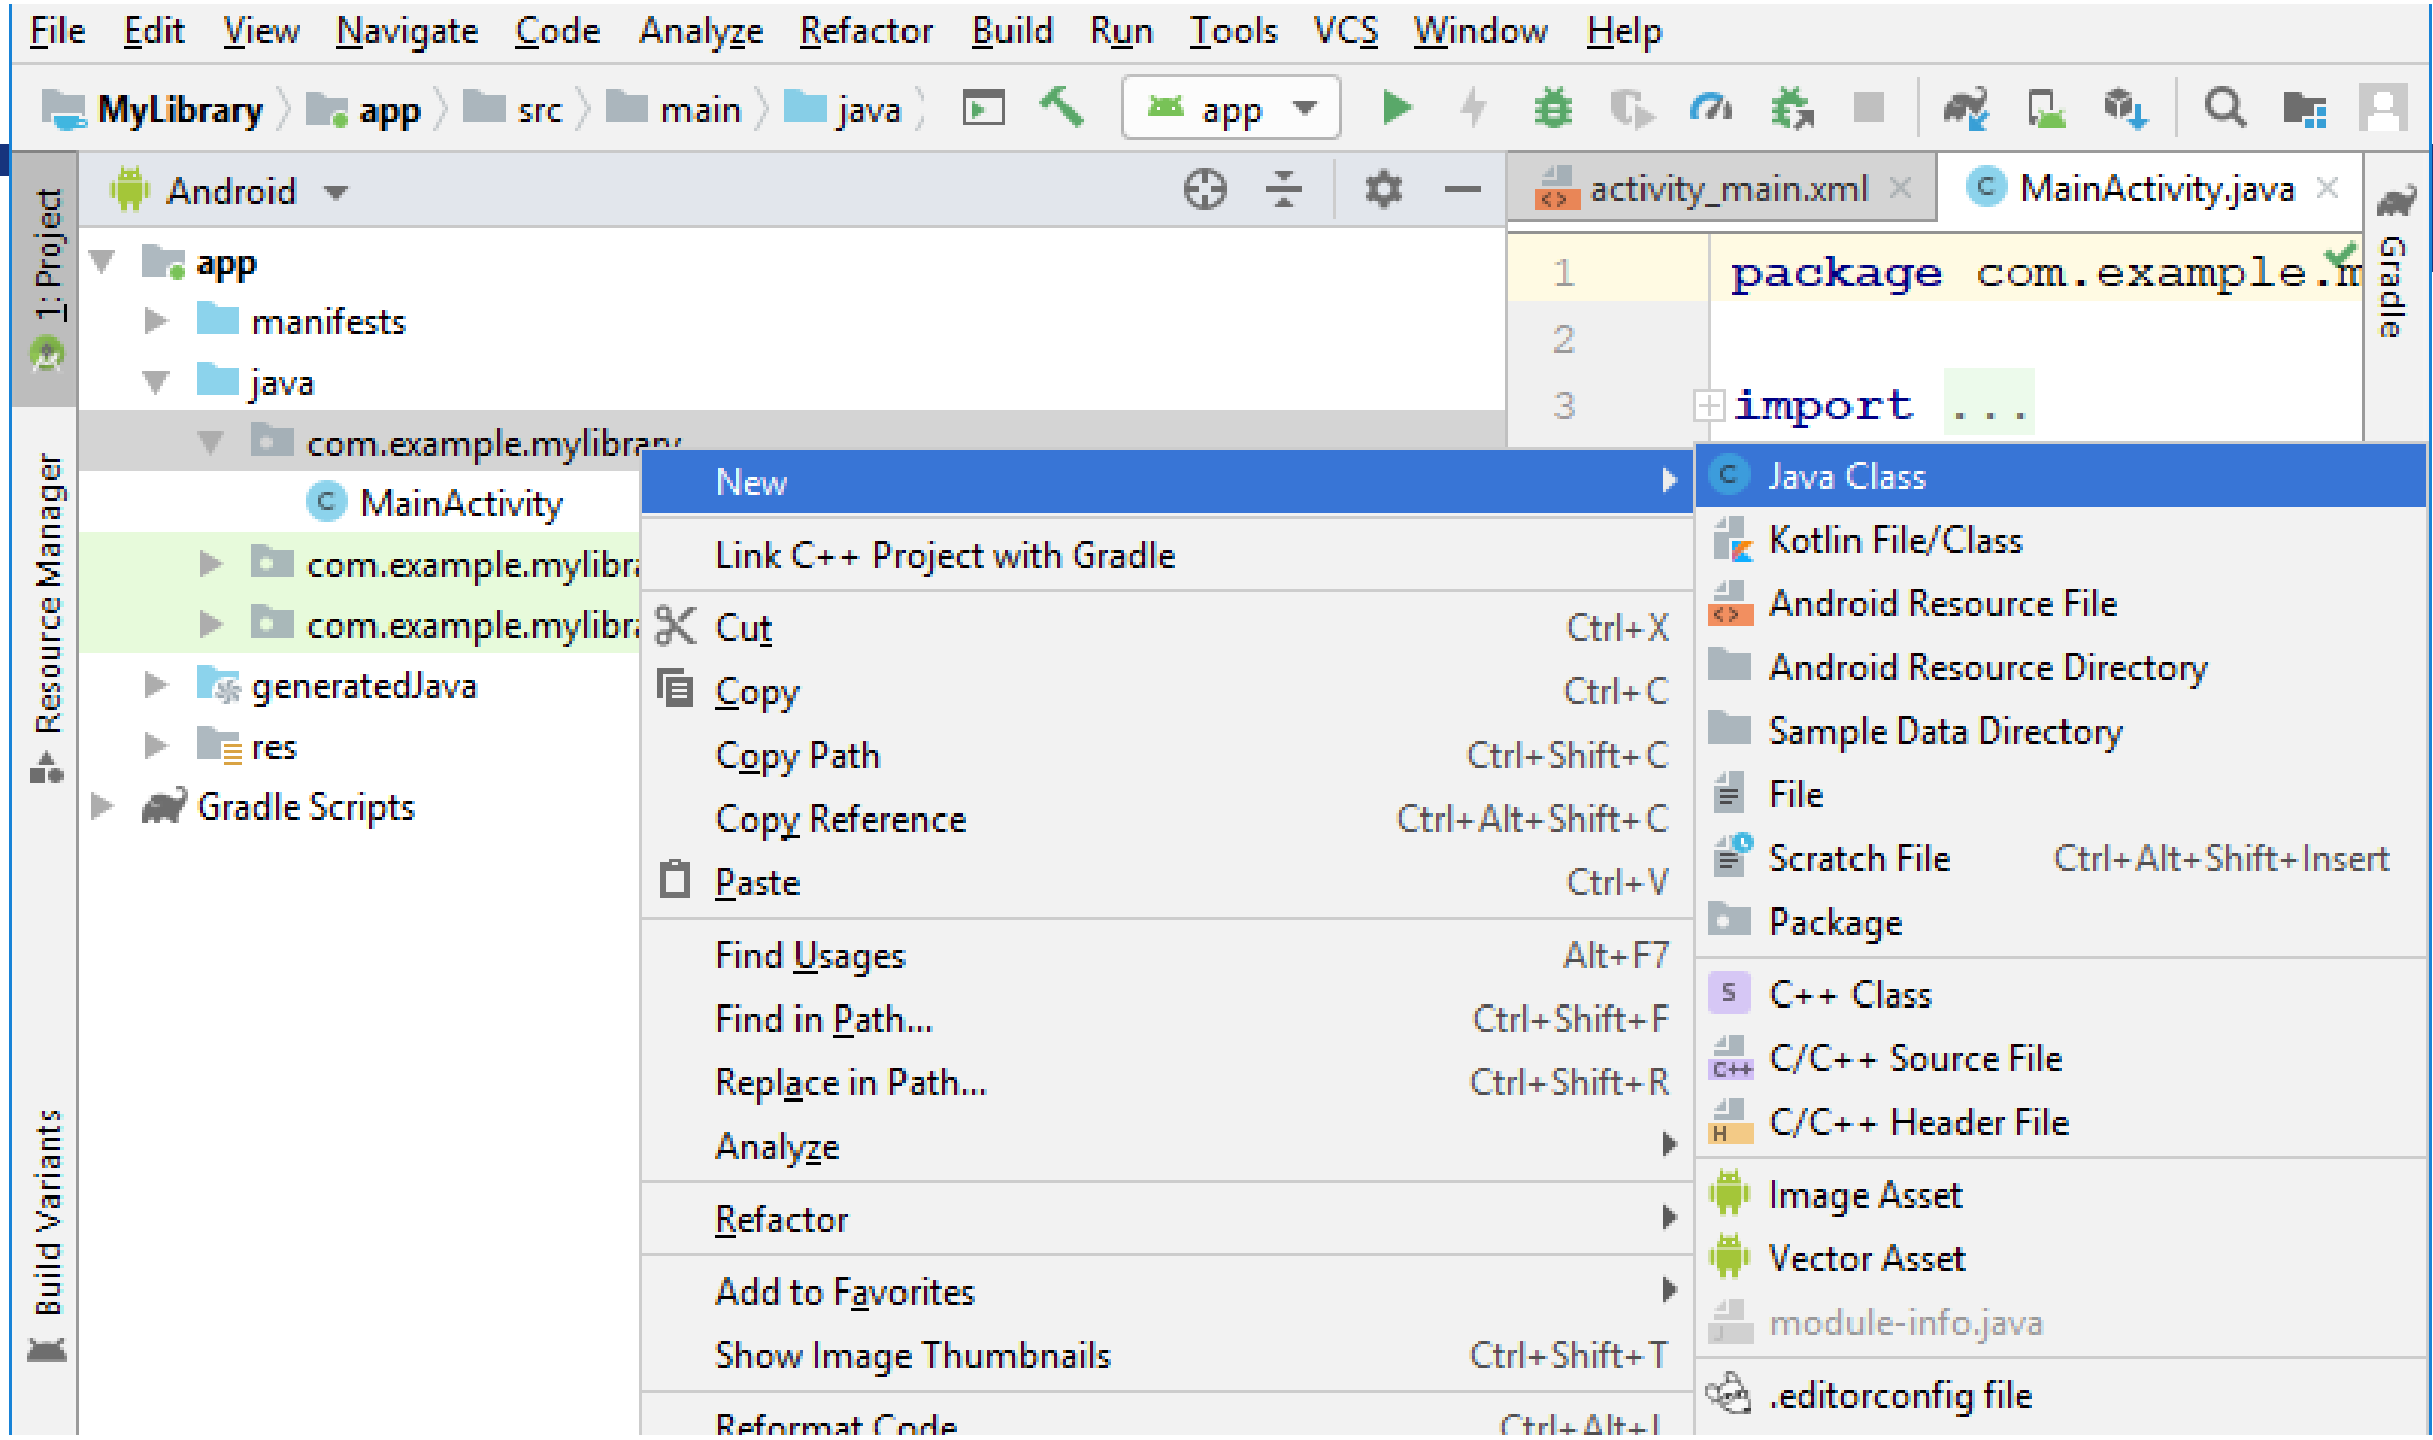 File Edit View Navigate Code Analyze Refactor Build Run Tools VCS Window Help
MyLibrary app src main java app
1: Project
Resource Manager
Build Variants
Android
app
manifests
java
com.example.mylibrary
MainActivity
com.example.mylibra
com.example.mylibra
generatedJava
res
Gradle Scripts
activity_main.xml MainActivity.java
1 package com.example.m
2
3 import ...
Gradle
New
Link C++ Project with Gradle
Cut Ctrl+X
Copy Ctrl+C
Copy Path Ctrl+Shift+C
Copy Reference Ctrl+Alt+Shift+C
Paste Ctrl+V
Find Usages Alt+F7
Find in Path... Ctrl+Shift+F
Replace in Path... Ctrl+Shift+R
Analyze
Refactor
Add to Favorites
Show Image Thumbnails Ctrl+Shift+T
Reformat Code Ctrl+Alt+L
Java Class
Kotlin File/Class
Android Resource File
Android Resource Directory
Sample Data Directory
File
Scratch File Ctrl+Alt+Shift+Insert
Package
C++ Class
C/C++ Source File
C/C++ Header File
Image Asset
Vector Asset
module-info.java
.editorconfig file